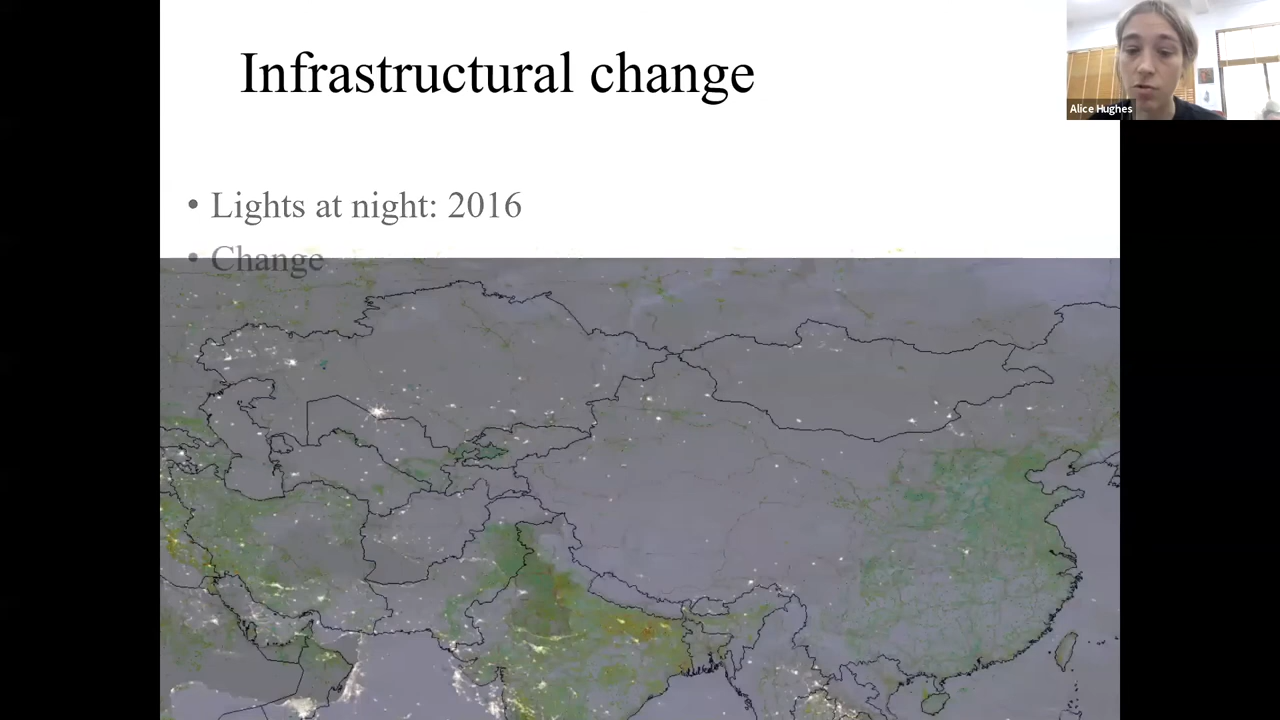 Infrastructural change
Alice Hughes
• Lights at night: 2016
• Change